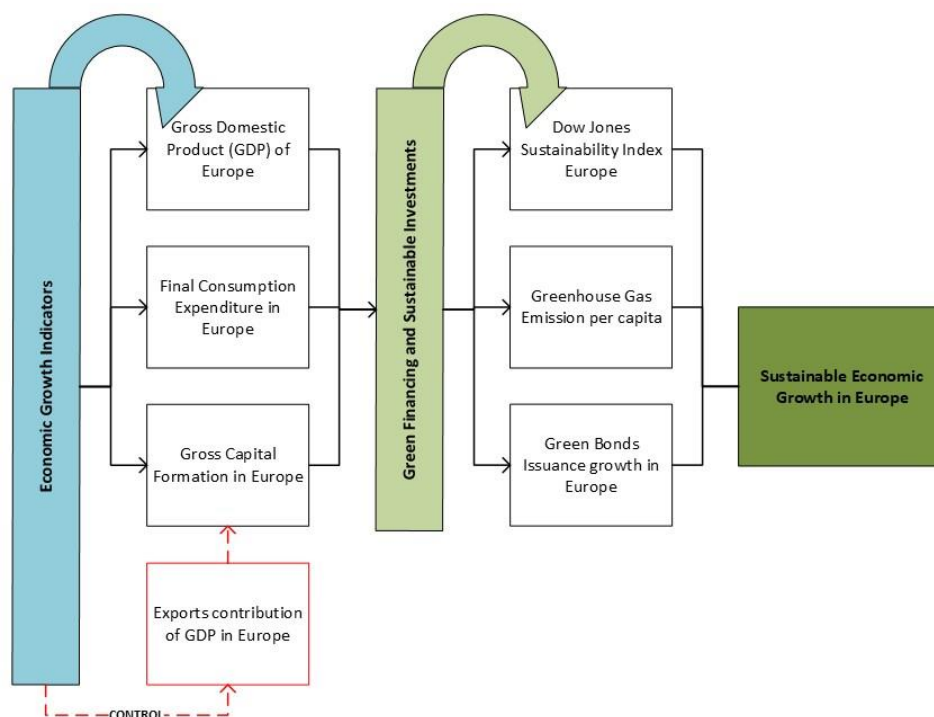 Economic Growth Indicators
Gross Domestic
Product (GDP) of
Europe
Final Consumption
Expenditure in
Europe
Gross Capital
Formation in Europe
Exports contribution
of GDP in Europe
CONTROL
Green Financing and Sustainable Investments
Dow Jones
Sustainability Index
Europe
Greenhouse Gas
Emission per capita
Green Bonds
Issuance growth in
Europe
Sustainable Economic
Growth in Europe